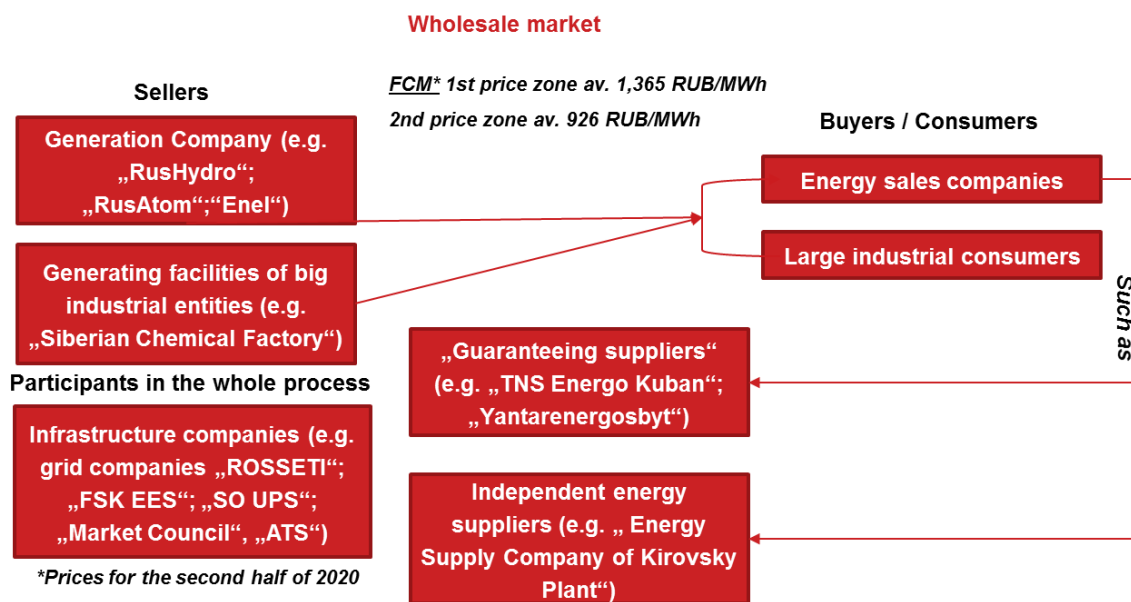 Wholesale market
FCM* 1st price zone av. 1,365 RUB/MWh
2nd price zone av. 926 RUB/MWh
Sellers
Generation Company (e.g.
„RusHydro“;
„RusAtom“;“Enel“)
Generating facilities of big
industrial entities (e.g.
„Siberian Chemical Factory“)
Participants in the whole process
Infrastructure companies (e.g.
grid companies „ROSSETI“;
„FSK EES“; „SO UPS“;
„Market Council“, „ATS“)
*Prices for the second half of 2020
Buyers / Consumers
Energy sales companies
Large industrial consumers
Such as
„Guaranteeing suppliers“
(e.g. „TNS Energo Kuban“;
„Yantarenergosbyt“)
Independent energy
suppliers (e.g. „ Energy
Supply Company of Kirovsky
Plant“)